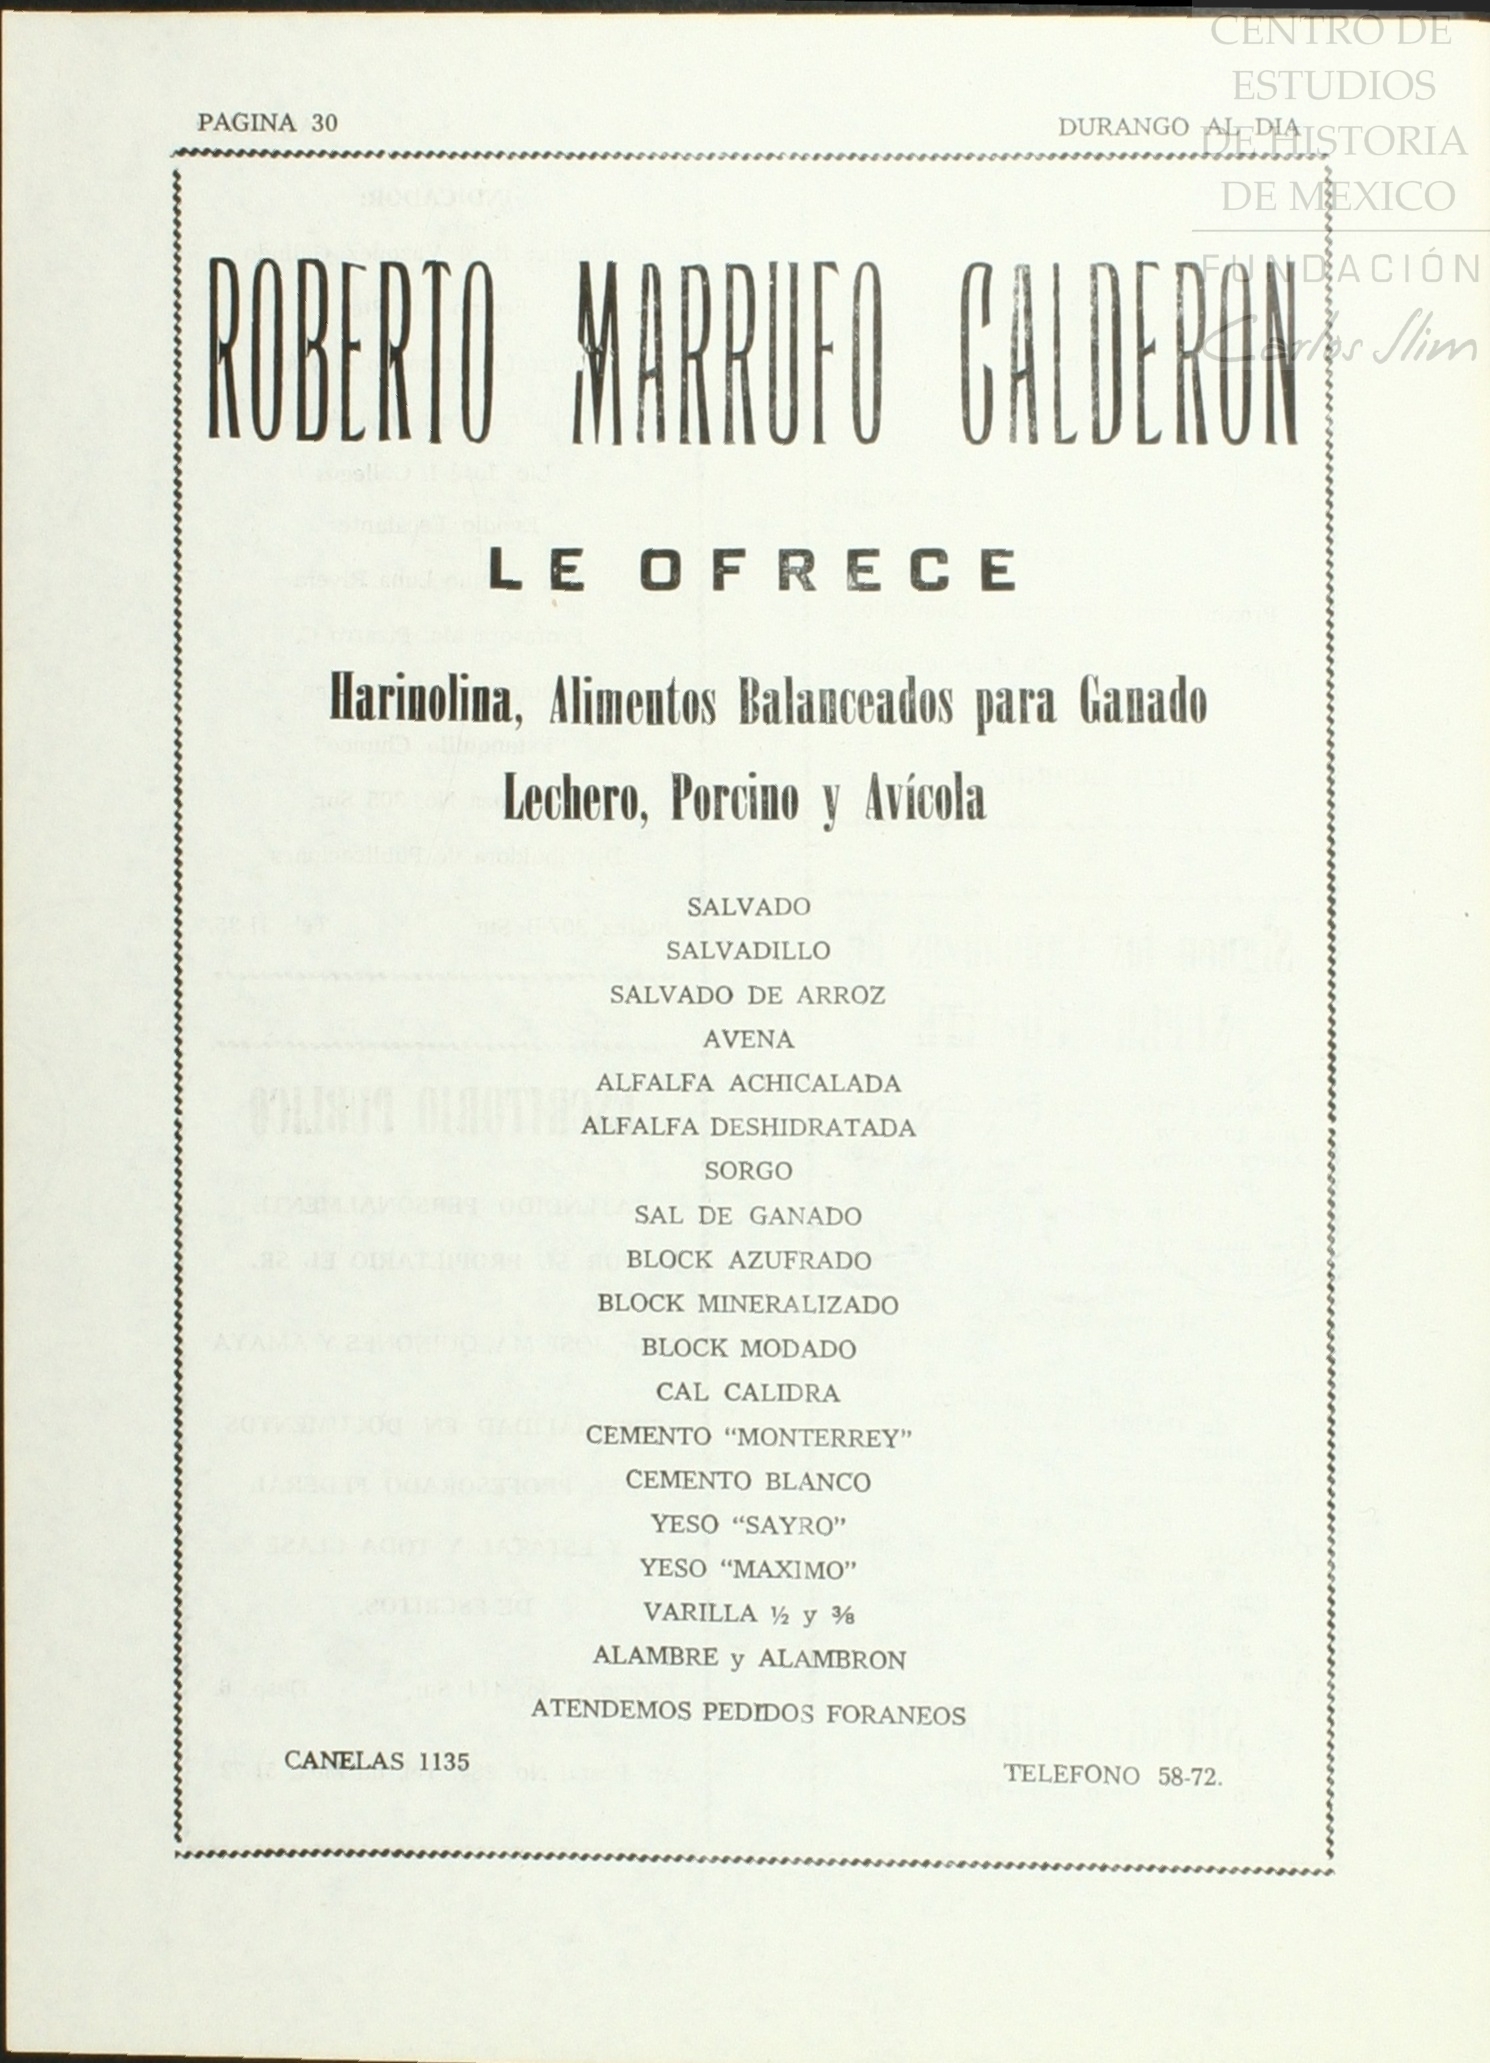 CENTRO DE
ESTUDIOS
DE HISTORIA
DE MEXICO
FUNDACIÓN
Carlos Slim
PAGINA 30
DURANGO AL DIA
ROBERTO MARRUFO CALDERON
LE OFRECE
Harinolina, Alimentos Balanceados para Ganado
Lechero, Porcino y Avícola
SALVADO
SALVADILLO
SALVADO DE ARROZ
AVENA
ALFALFA ACHICALADA
ALFALFA DESHIDRATADA
SORGO
SAL DE GANADO
BLOCK AZUFRADO
BLOCK MINERALIZADO
BLOCK MODADO
CAL CALIDRA
CEMENTO “MONTERREY”
CEMENTO BLANCO
YESO “SAYRO”
YESO “MAXIMO”
VARILLA ½ y ⅜
ALAMBRE y ALAMBRON
ATENDEMOS PEDIDOS FORANEOS
CANELAS 1135
TELEFONO 58-72.